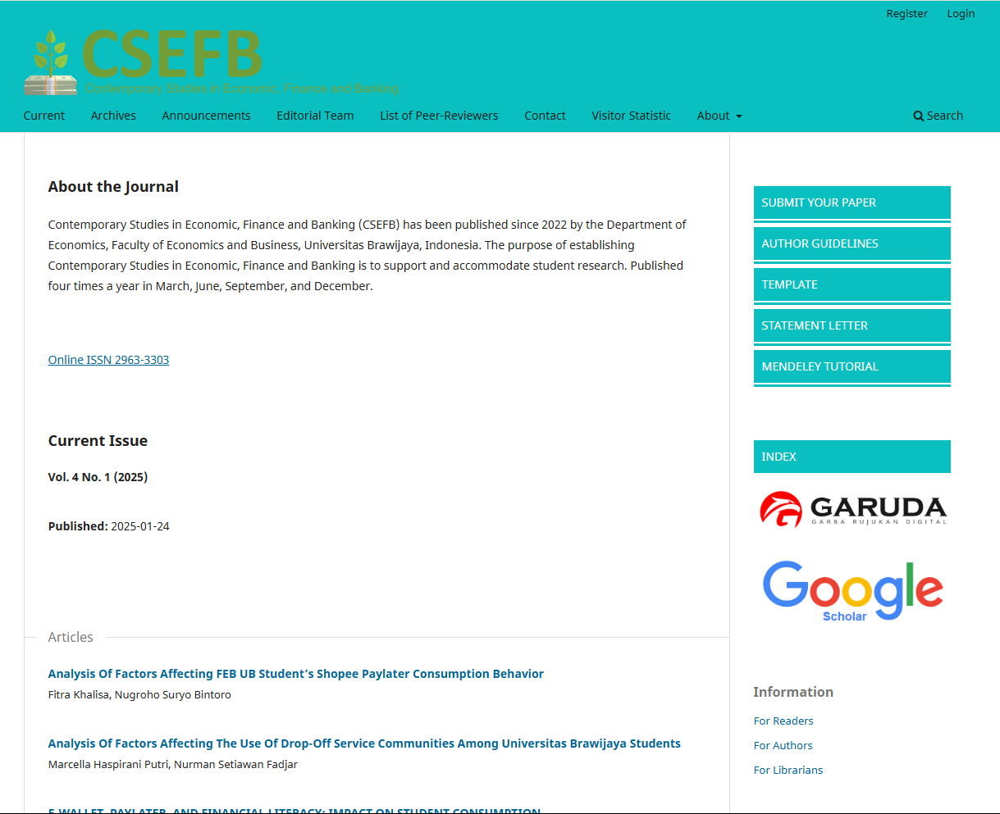 Register Login
CSEFB
Contemporary Studies in Economic, Finance and Banking
Current Archives Announcements Editorial Team List of Peer-Reviewers Contact Visitor Statistic About Search
About the Journal
Contemporary Studies in Economic, Finance and Banking (CSEFB) has been published since 2022 by the Department of
Economics, Faculty of Economics and Business, Universitas Brawijaya, Indonesia. The purpose of establishing
Contemporary Studies in Economic, Finance and Banking is to support and accommodate student research. Published
four times a year in March, June, September, and December.
Online ISSN 2963-3303
Current Issue
Vol. 4 No. 1 (2025)
Published: 2025-01-24
Articles
Analysis Of Factors Affecting FEB UB Student’s Shopee Paylater Consumption Behavior
Fitra Khalisa, Nugroho Suryo Bintoro
Analysis Of Factors Affecting The Use Of Drop-Off Service Communities Among Universitas Brawijaya Students
Marcella Haspirani Putri, Nurman Setiawan Fadjar
E-WALLET, PAYLATER, AND FINANCIAL LITERACY: IMPACT ON STUDENT CONSUMPTION
SUBMIT YOUR PAPER
AUTHOR GUIDELINES
TEMPLATE
STATEMENT LETTER
MENDELEY TUTORIAL
INDEX
GARUDA
GARBA RUJUKAN DIGITAL
Google
Scholar
Information
For Readers
For Authors
For Librarians